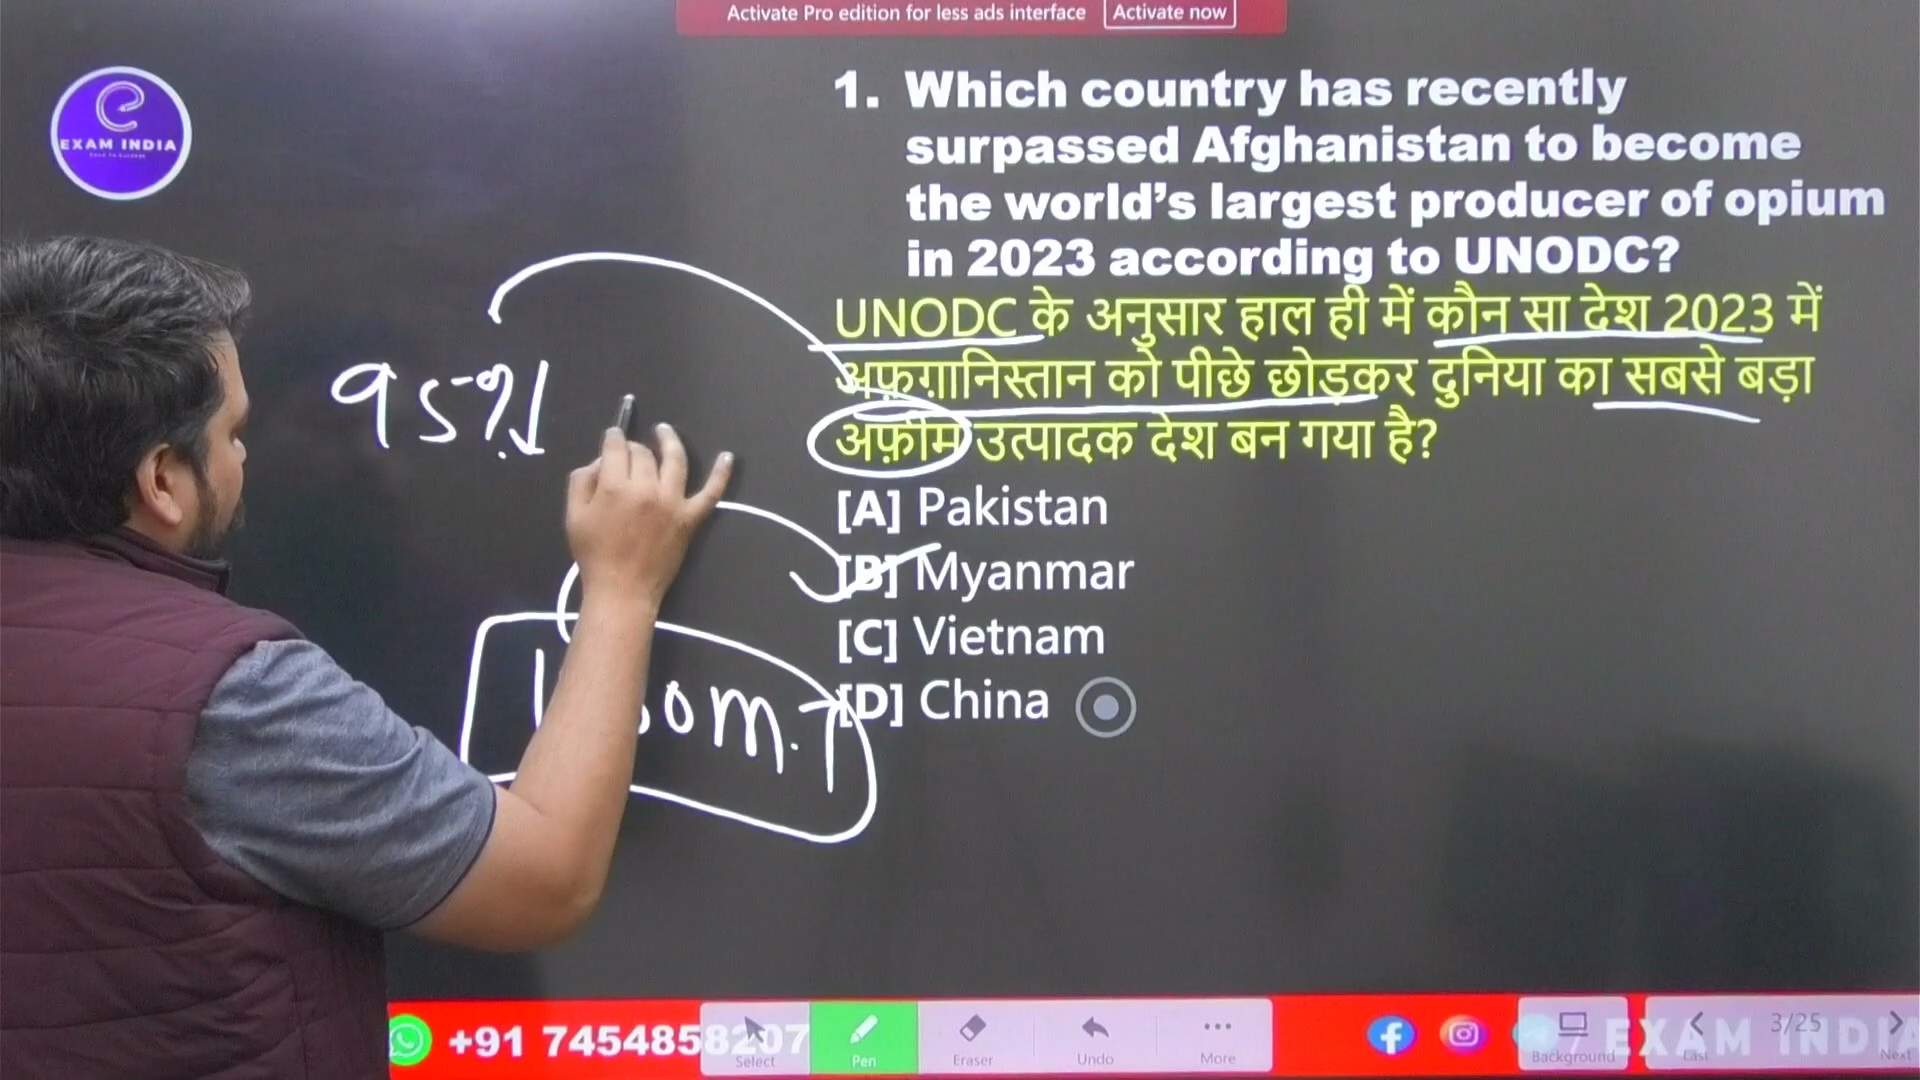 Activate Pro edition for less ads interface Activate now
e
EXAM INDIA
1. Which country has recently
surpassed Afghanistan to become
the world's largest producer of opium
in 2023 according to UNODC?
UNODC के अनुसार हाल ही में कौन सा देश 2023 में
अफ़ग़ानिस्तान को पीछे छोड़कर दुनिया का सबसे बड़ा
अफ़ीम उत्पादक देश बन गया है?
95%
[A] Pakistan
[B] Myanmar
[C] Vietnam
[D] China
M.T
+91 7454858207
Select
Pen
Eraser
Undo
More
Background
EXAM INDIA
Last
3/25
Next